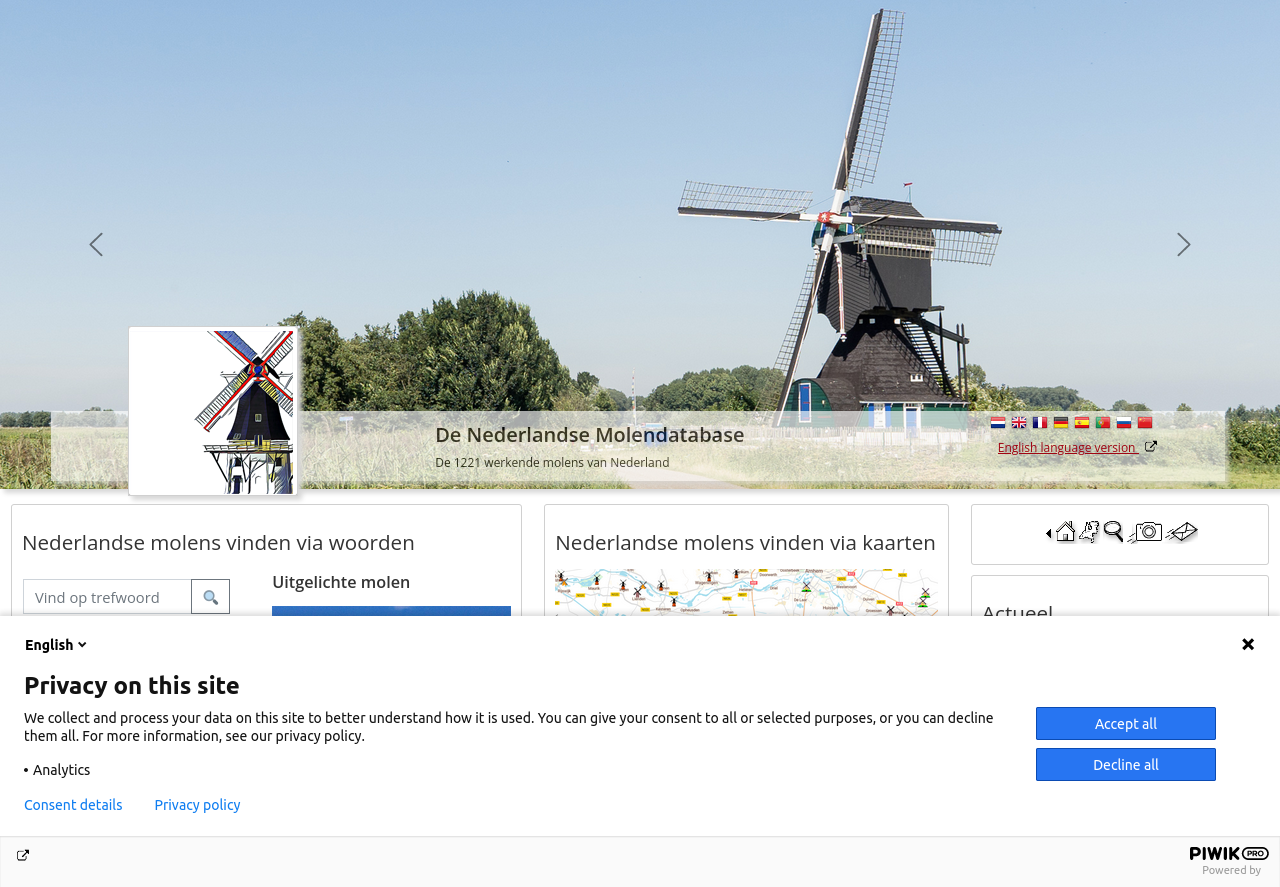 De Nederlandse Molendatabase
De 1221 werkende molens van Nederland
English language version
Nederlandse molens vinden via woorden
Vind op trefwoord
Uitgelichte molen
Nederlandse molens vinden via kaarten
Actueel
English
Privacy on this site
We collect and process your data on this site to better understand how it is used. You can give your consent to all or selected purposes, or you can decline
them all. For more information, see our privacy policy.
• Analytics
Consent details
Privacy policy
Accept all
Decline all
PIWIK PRO
Powered by